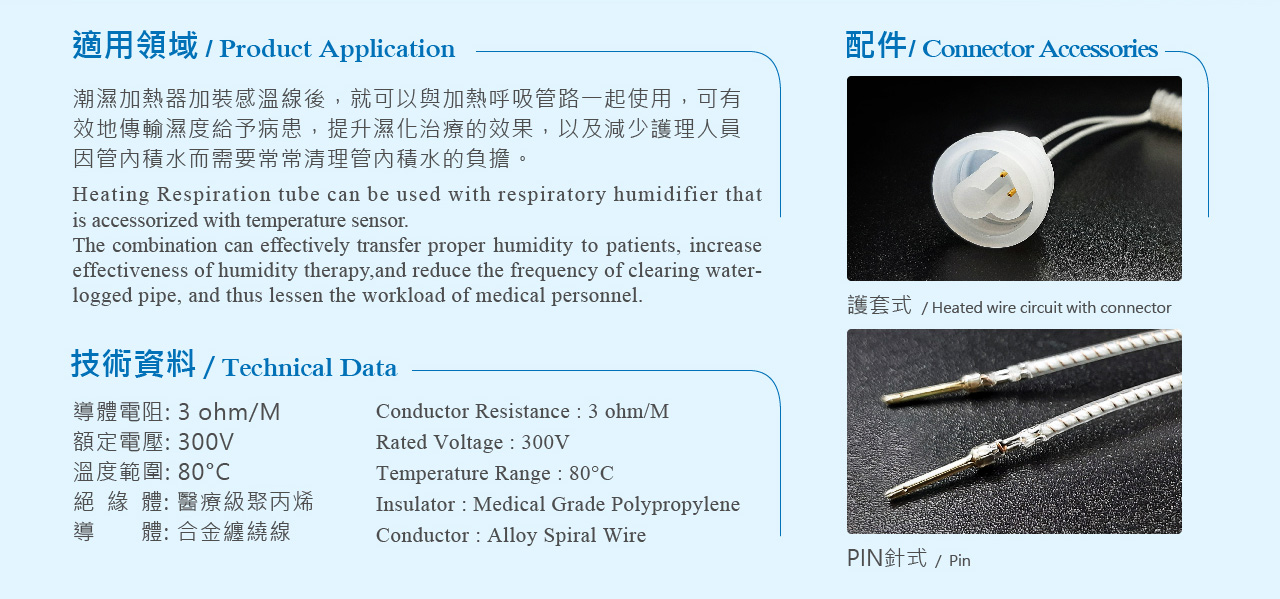 適用領域 / Product Application
潮濕加熱器加裝感溫線後，就可以與加熱呼吸管路一起使用，可有
效地傳輸濕度給予病患，提升濕化治療的效果，以及減少護理人員
因管內積水而需要常常清理管內積水的負擔。
Heating Respiration tube can be used with respiratory humidifier that
is accessorized with temperature sensor.
The combination can effectively transfer proper humidity to patients, increase
effectiveness of humidity therapy,and reduce the frequency of clearing water-
logged pipe, and thus lessen the workload of medical personnel.
技術資料 / Technical Data
導體電阻: 3 ohm/M
額定電壓: 300V
溫度範圍: 80°C
絕 緣 體: 醫療級聚丙烯
導 體: 合金纏繞線
Conductor Resistance : 3 ohm/M
Rated Voltage : 300V
Temperature Range : 80°C
Insulator : Medical Grade Polypropylene
Conductor : Alloy Spiral Wire
配件/ Connector Accessories
護套式 / Heated wire circuit with connector
PIN針式 / Pin